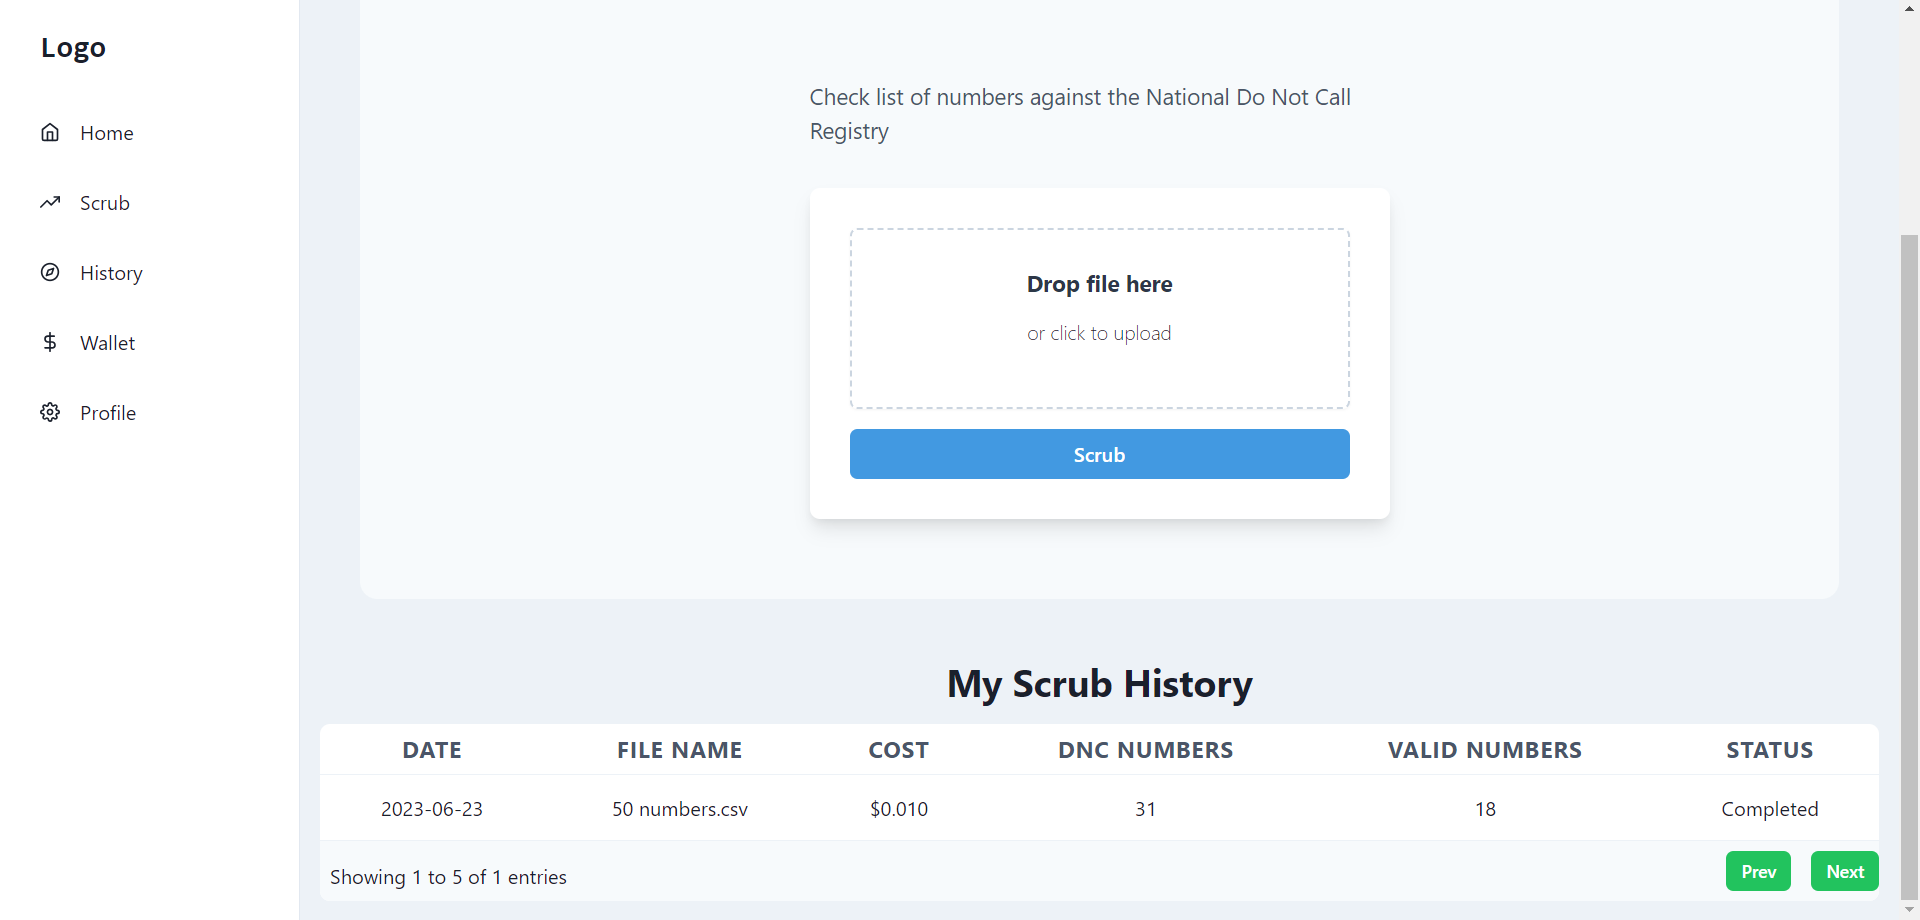 Logo
Home
Scrub
History
Wallet
Profile
Check list of numbers against the National Do Not Call
Registry
Drop file here
or click to upload
Scrub
My Scrub History
DATE FILE NAME COST DNC NUMBERS VALID NUMBERS STATUS
2023-06-23 50 numbers.csv $0.010 31 18 Completed
Showing 1 to 5 of 1 entries
Prev Next